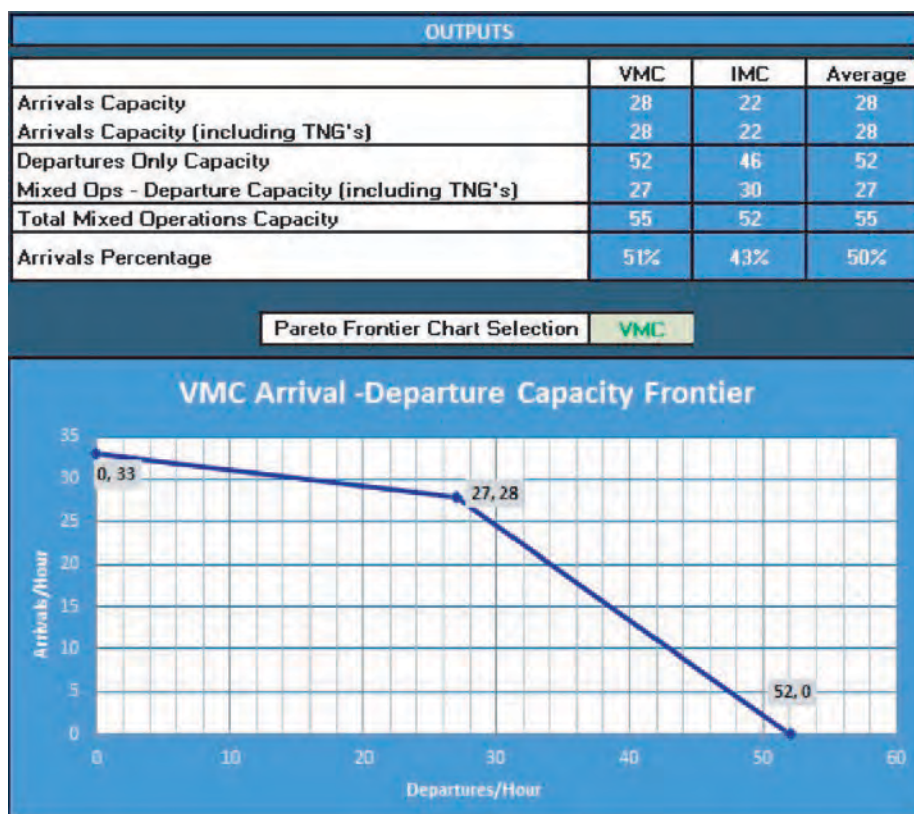 OUTPUTS
VMC IMC Average
Arrivals Capacity 28 22 28
Arrivals Capacity (including TNG's) 28 22 28
Departures Only Capacity 52 46 52
Mixed Ops - Departure Capacity (including TNG's) 27 30 27
Total Mixed Operations Capacity 55 52 55
Arrivals Percentage 51% 43% 50%
Pareto Frontier Chart Selection VMC
VMC Arrival -Departure Capacity Frontier
35
0, 33
30
27, 28
25
20
15
10
5
52, 0
0
Arrivals/Hour
0 10 20 30 40 50 60
Departures/Hour